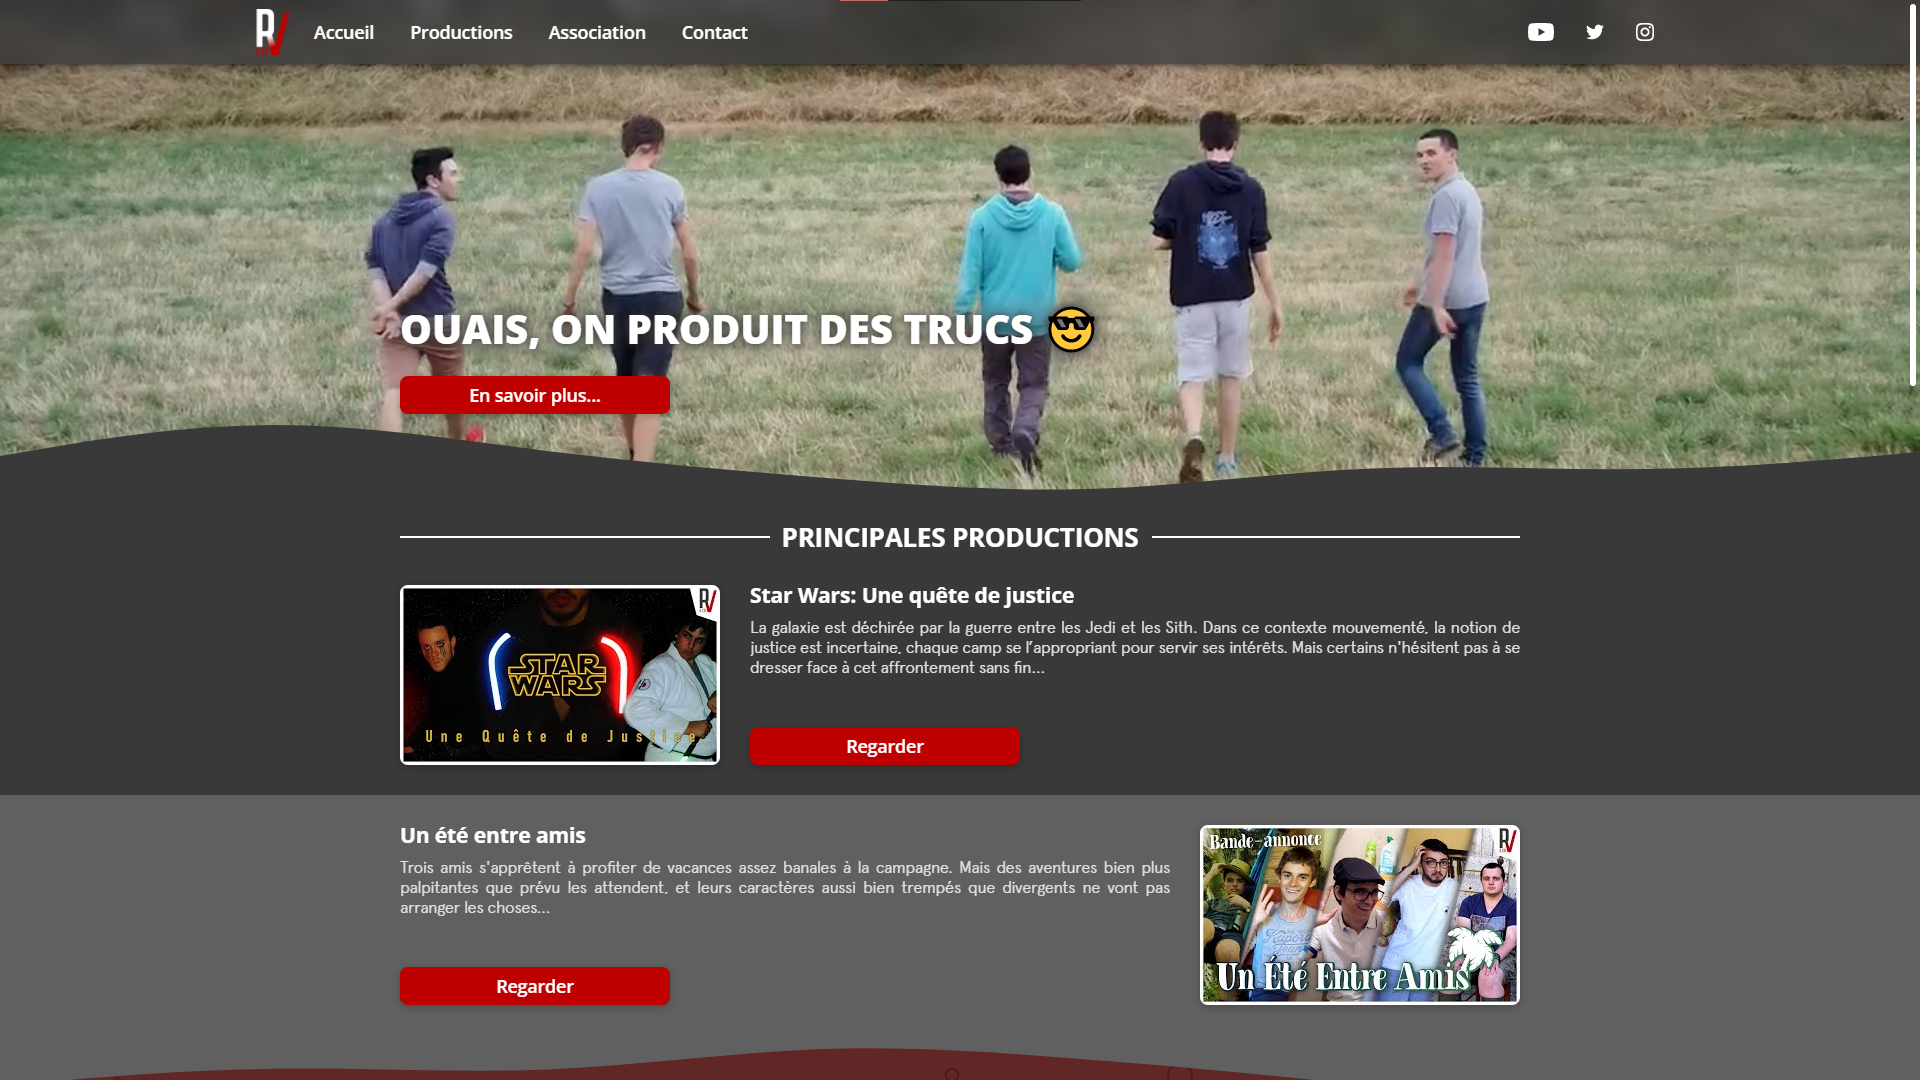 RV
Accueil
Productions
Association
Contact
OUAIS, ON PRODUIT DES TRUCS 😎
En savoir plus...
PRINCIPALES PRODUCTIONS
STAR
WARS
Une Quête de Justice
Star Wars: Une quête de justice
La galaxie est déchirée par la guerre entre les Jedi et les Sith. Dans ce contexte mouvementé, la notion de
justice est incertaine, chaque camp se l’appropriant pour servir ses intérêts. Mais certains n'hésitent pas à se
dresser face à cet affrontement sans fin...
Regarder
Un été entre amis
Trois amis s'apprêtent à profiter de vacances assez banales à la campagne. Mais des aventures bien plus
palpitantes que prévu les attendent, et leurs caractères aussi bien trempés que divergents ne vont pas
arranger les choses...
Regarder
Bande-annonce
Un Été Entre Amis